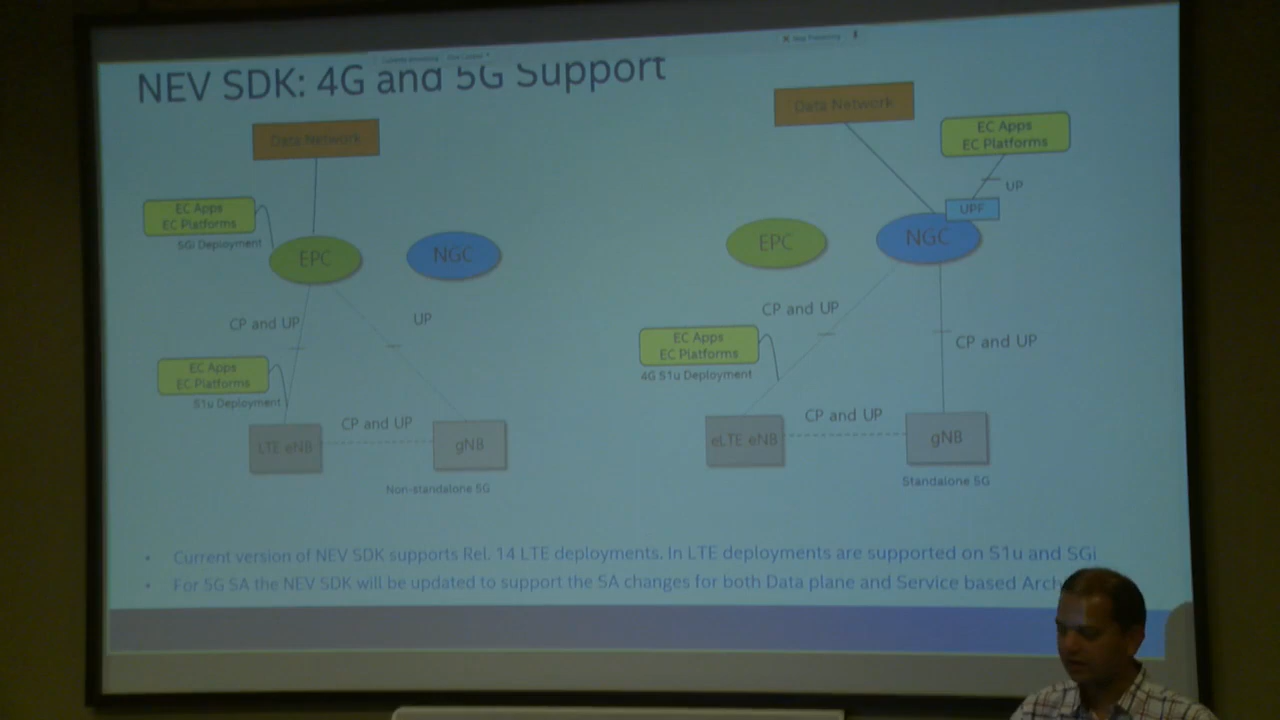 NEV SDK: 4G and 5G Support
Data Network
EC Apps
EC Platforms
SGi Deployment
EPC
NGC
CP and UP
UP
EC Apps
EC Platforms
S1u Deployment
CP and UP
LTE eNB
gNB
Non-standalone 5G
Data Network
EC Apps
EC Platforms
UP
UPF
EPC
NGC
CP and UP
EC Apps
EC Platforms
4G S1u Deployment
CP and UP
CP and UP
eLTE eNB
gNB
Standalone 5G
• Current version of NEV SDK supports Rel. 14 LTE deployments. In LTE deployments are supported on S1u and SGi
• For 5G SA the NEV SDK will be updated to support the SA changes for both Data plane and Service based Arch